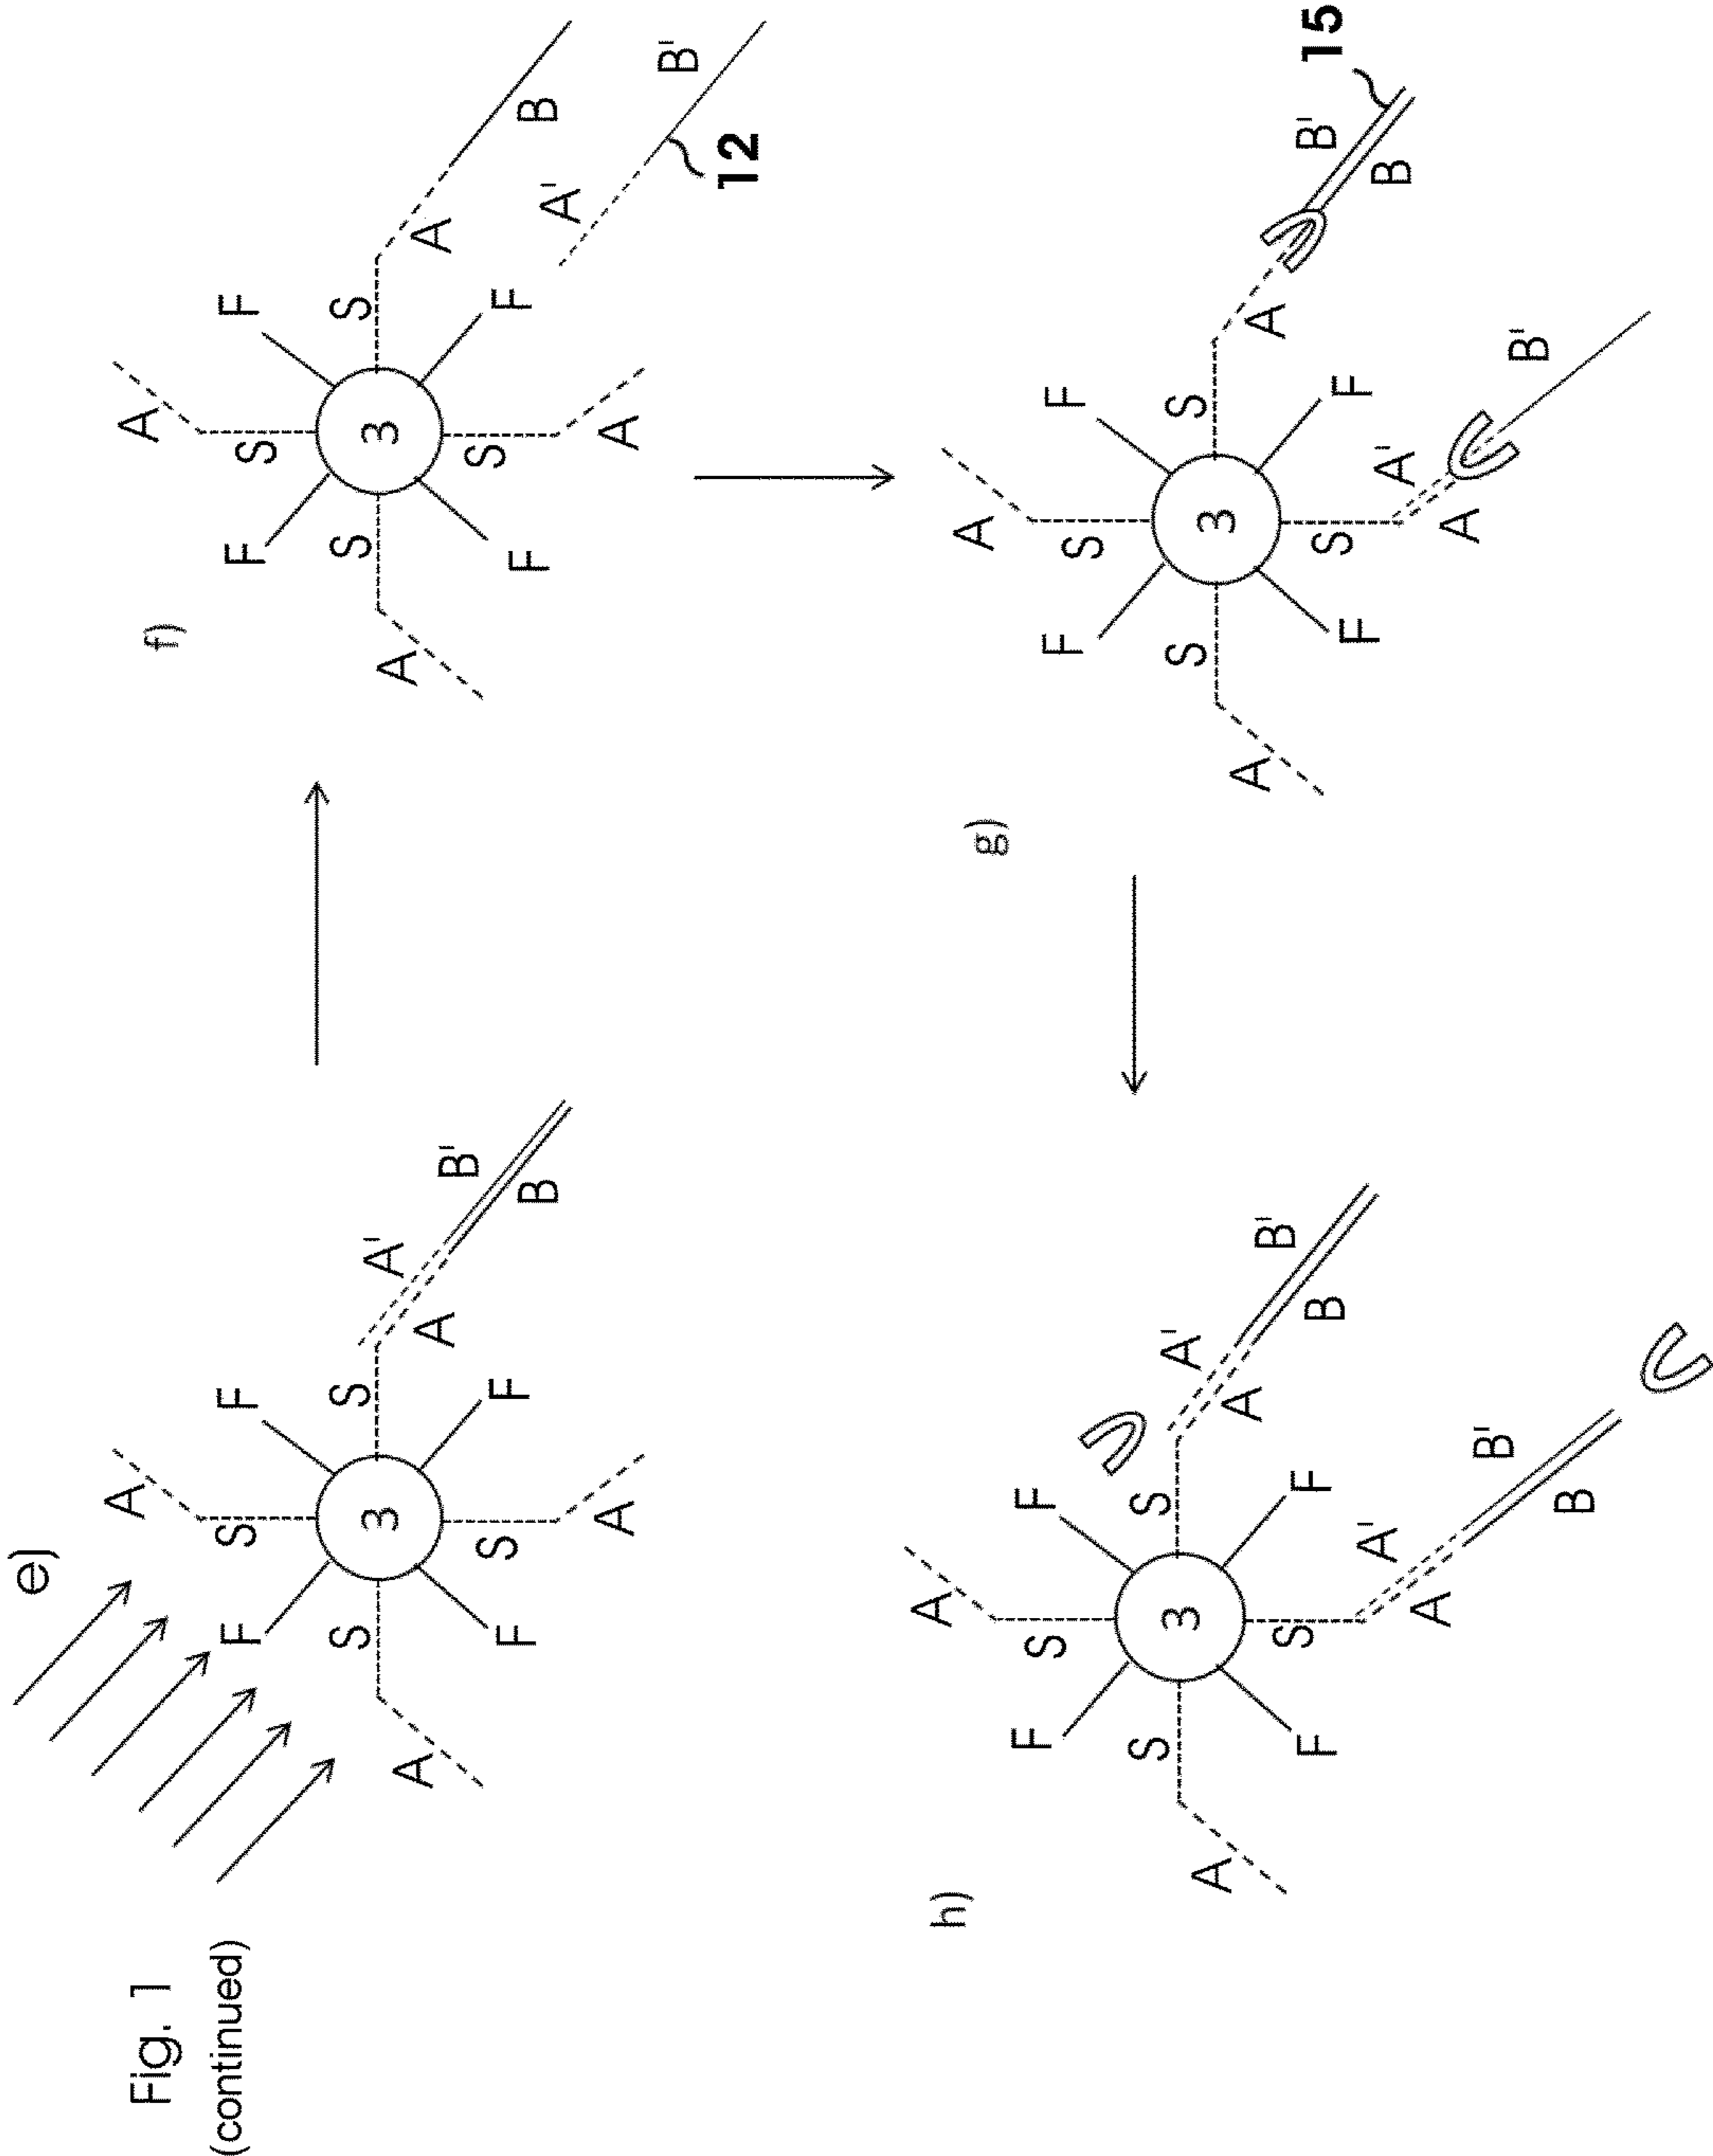 Fig. 1
(continued)
e)
A
F S F
S 3 S A' B'
A A B
F S F
A
f)
A
F S F
S 3 S
A A B
F S F
A A' B'
12
g)
A
F S F
S 3 S B' 15
A A B
F S F
A' A B'
h)
A
F S F
S 3 S A' B'
A A B
F S F
A' B'
A B